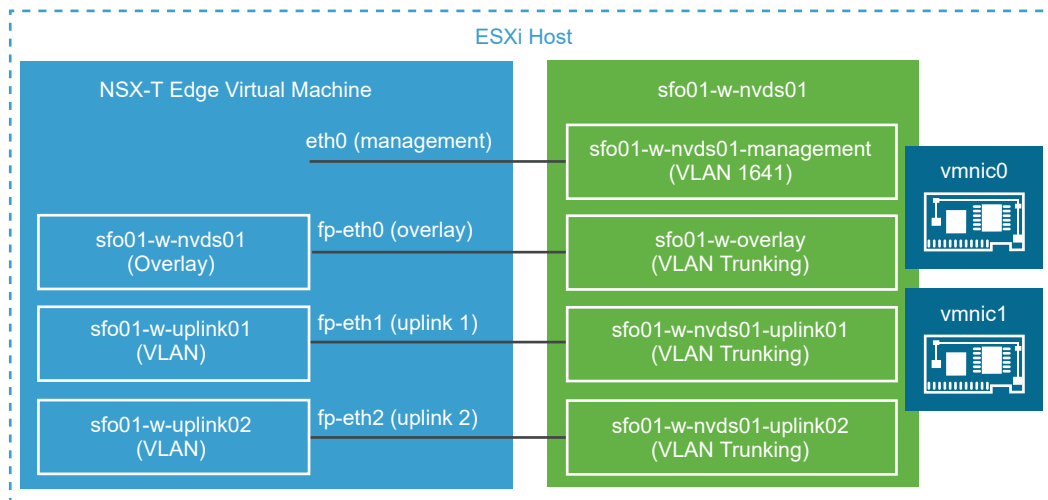 ESXi Host
NSX-T Edge Virtual Machine
sfo01-w-nvds01
eth0 (management)
sfo01-w-nvds01-management
(VLAN 1641)
vmnic0
sfo01-w-nvds01
(Overlay)
fp-eth0 (overlay)
sfo01-w-overlay
(VLAN Trunking)
sfo01-w-uplink01
(VLAN)
fp-eth1 (uplink 1)
sfo01-w-nvds01-uplink01
(VLAN Trunking)
vmnic1
sfo01-w-uplink02
(VLAN)
fp-eth2 (uplink 2)
sfo01-w-nvds01-uplink02
(VLAN Trunking)